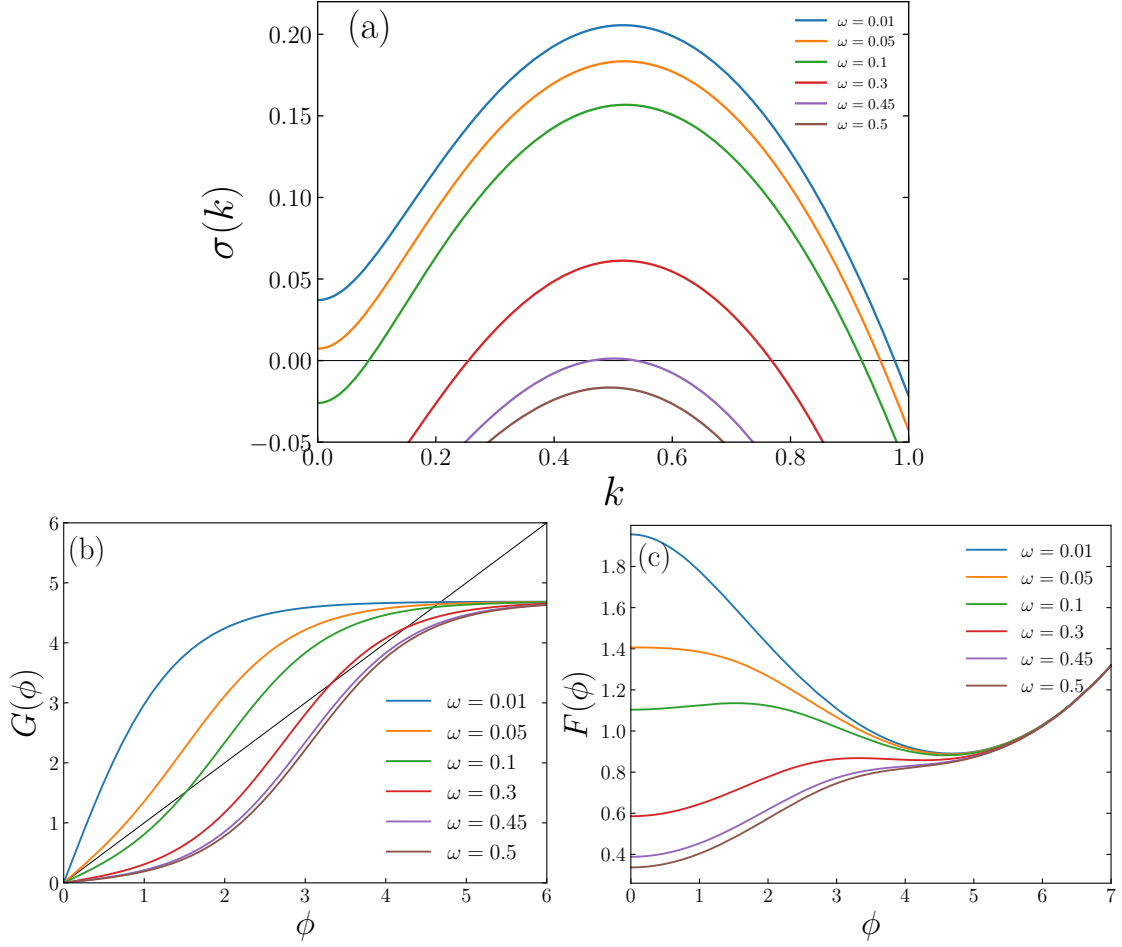 (a)
ω = 0.01
ω = 0.05
ω = 0.1
ω = 0.3
ω = 0.45
ω = 0.5
σ(k)
0.20
0.15
0.10
0.05
0.00
−0.05
0.0 0.2 0.4 0.6 0.8 1.0
k
(b)
G(ϕ)
6
5
4
3
2
1
0
0 1 2 3 4 5 6
ϕ
ω = 0.01
ω = 0.05
ω = 0.1
ω = 0.3
ω = 0.45
ω = 0.5
(c)
F(ϕ)
1.8
1.6
1.4
1.2
1.0
0.8
0.6
0.4
0 1 2 3 4 5 6 7
ϕ
ω = 0.01
ω = 0.05
ω = 0.1
ω = 0.3
ω = 0.45
ω = 0.5